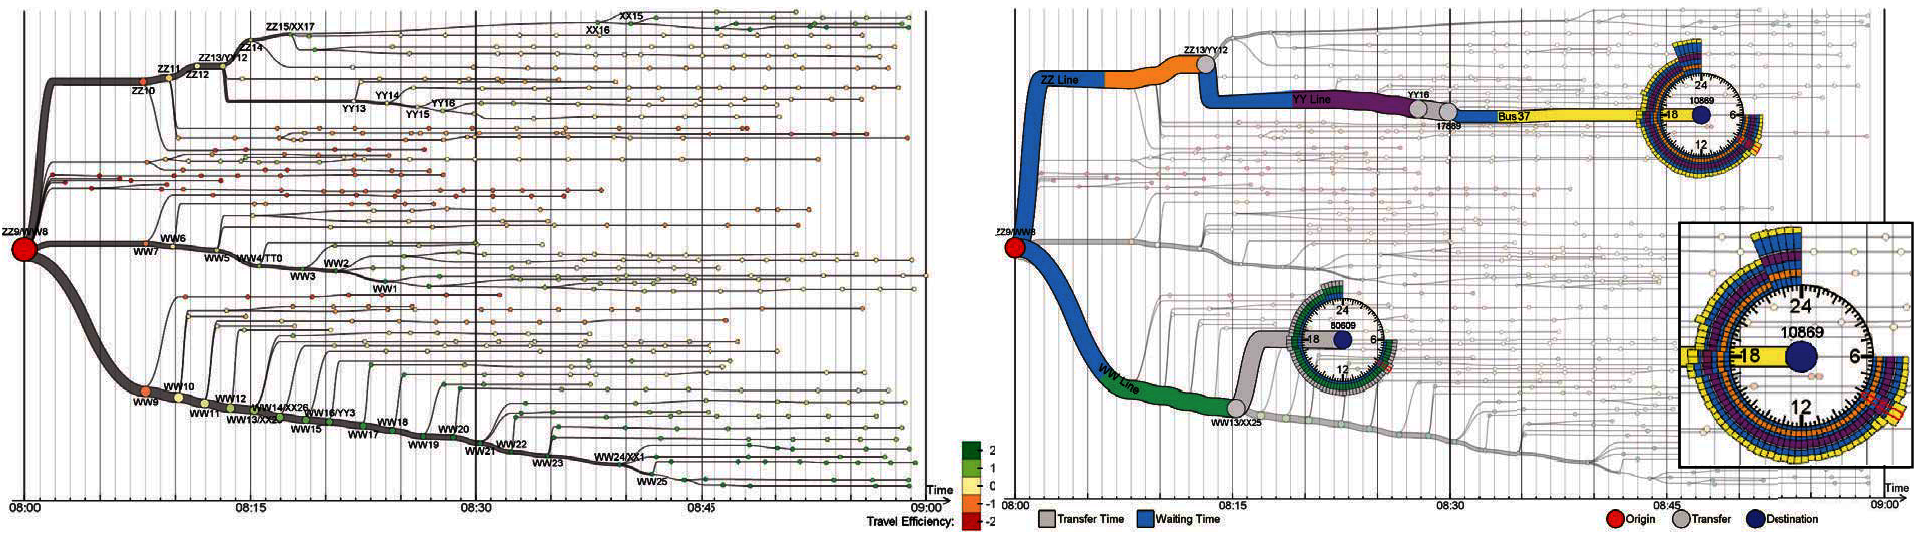 XX15
XX16
ZZ15/XX17
ZZ14
ZZ13/YY12
ZZ11
ZZ12
ZZ10
YY14
YY13
YY16
YY15
ZZ9/WW8
WW6
WW7
WW5
WW4/TT0
WW3
WW2
WW1
WW10
WW9
WW11
WW12
WW14/XX26
WW15
WW16/YY3
WW17
WW18
WW19
WW20
WW21
WW22
WW23
WW24/XX1
WW25
Time
08:00
08:15
08:30
08:45
09:00
Travel Efficiency:
2
1
0
-1
-2
ZZ13/YY12
ZZ Line
YY Line
YY16
Bus37
24
10869
18
6
12
ZZ9/WW8
WW Line
WW13/XX25
24
18
6
12
24
10869
18
6
12
Time
08:00
08:15
08:30
08:45
09:00
Transfer Time
Waiting Time
Origin
Transfer
Destination